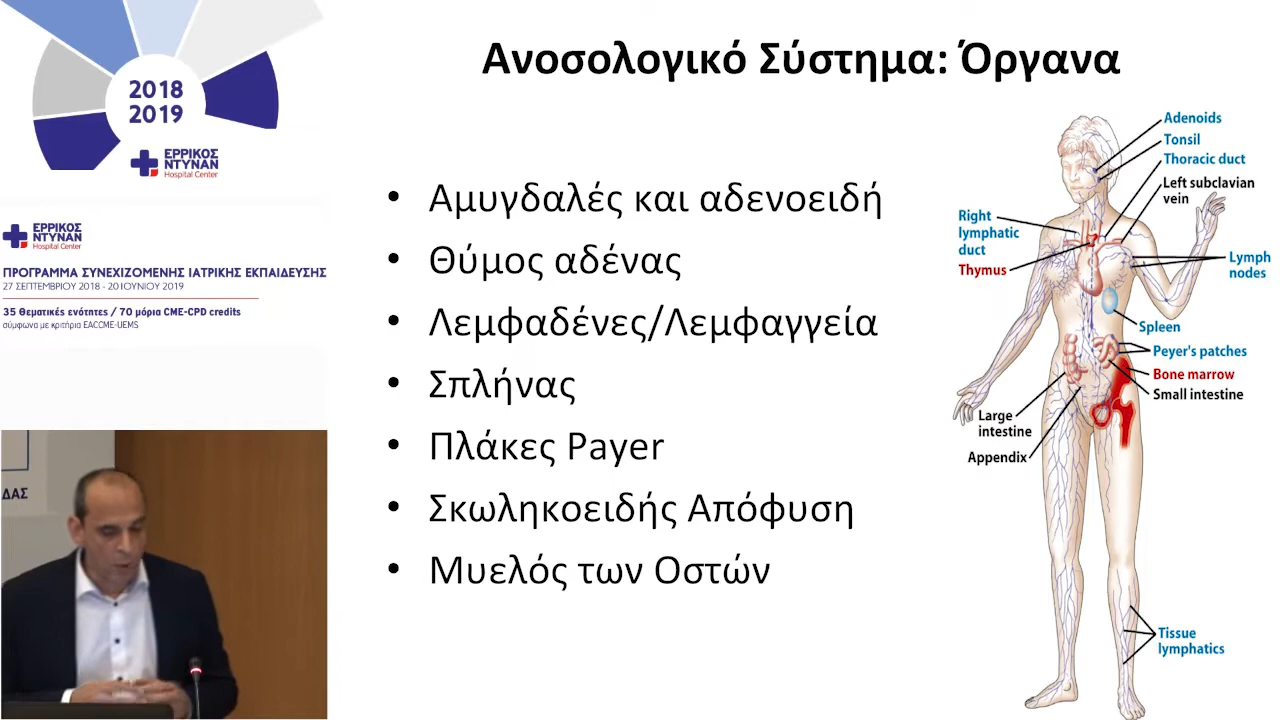 2018
2019
ΕΡΡΙΚΟΣ
ΝΤΥΝΑΝ
Hospital Center
ΕΡΡΙΚΟΣ
ΝΤΥΝΑΝ
Hospital Center
ΠΡΟΓΡΑΜΜΑ ΣΥΝΕΧΙΖΟΜΕΝΗΣ ΙΑΤΡΙΚΗΣ ΕΚΠΑΙΔΕΥΣΗΣ
27 ΣΕΠΤΕΜΒΡΙΟΥ 2018 - 20 ΙΟΥΝΙΟΥ 2019
35 θεματικές ενότητες / 70 μόρια CME-CPD credits
σύμφωνα με κριτήρια EACCME-UEMS
ΔΑΣ
Ανοσολογικό Σύστημα: Όργανα
• Αμυγδαλές και αδενοειδή
• Θύμος αδένας
• Λεμφαδένες/Λεμφαγγεία
• Σπλήνας
• Πλάκες Payer
• Σκωληκοειδής Απόφυση
• Μυελός των Οστών
Adenoids
Tonsil
Thoracic duct
Left subclavian
vein
Right
lymphatic
duct
Thymus
Lymph
nodes
Spleen
Peyer's patches
Bone marrow
Small intestine
Large
intestine
Appendix
Tissue
lymphatics